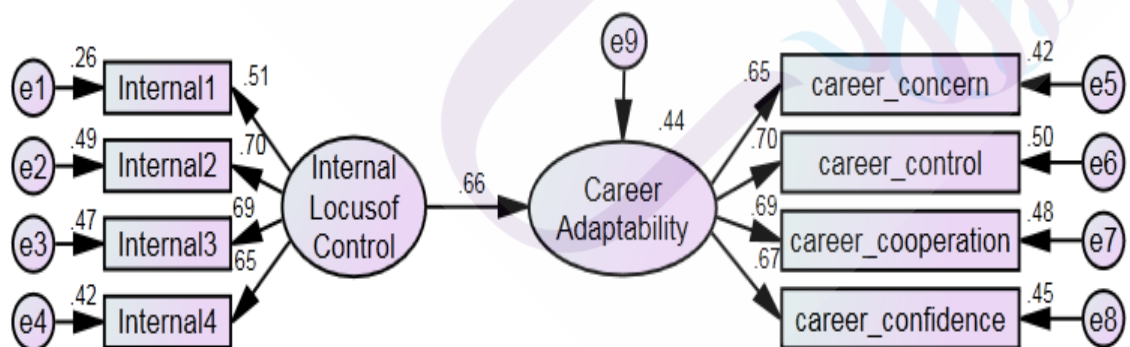 e1
.26
Internal1
.51
e2
.49
Internal2
.70
e3
.47
Internal3
69
e4
.42
Internal4
65
Internal
Locusof
Control
.66
e9
.44
Career
Adaptability
.65
career_concern
.42
e5
.70
career_control
.50
e6
.69
career_cooperation
.48
e7
.67
career_confidence
.45
e8